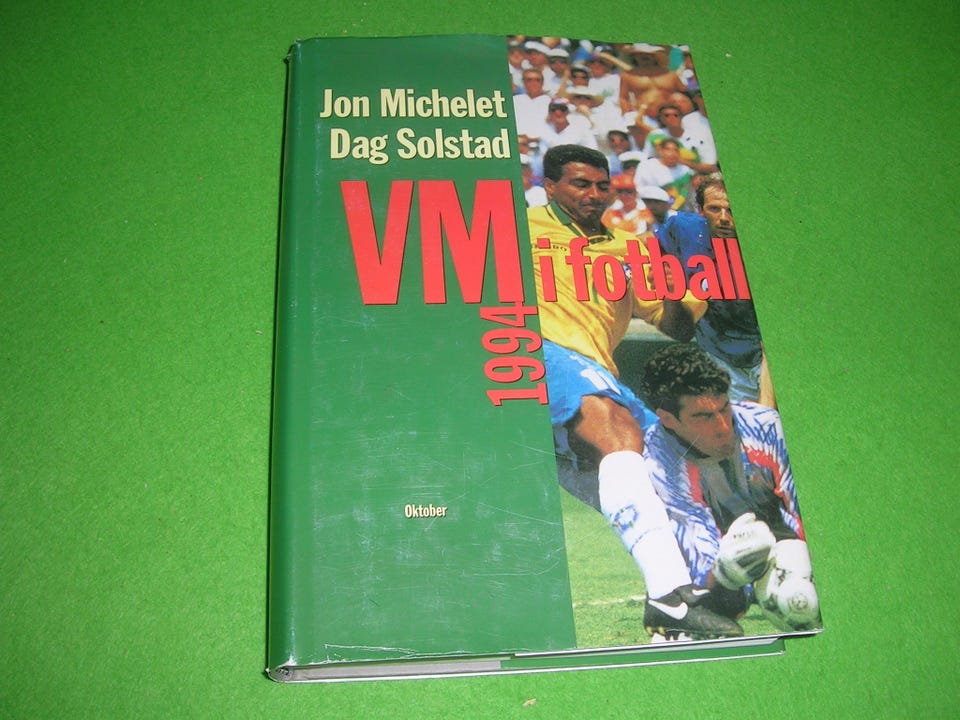 Jon Michelet
Dag Solstad
VM
i fotball
1994
Oktober